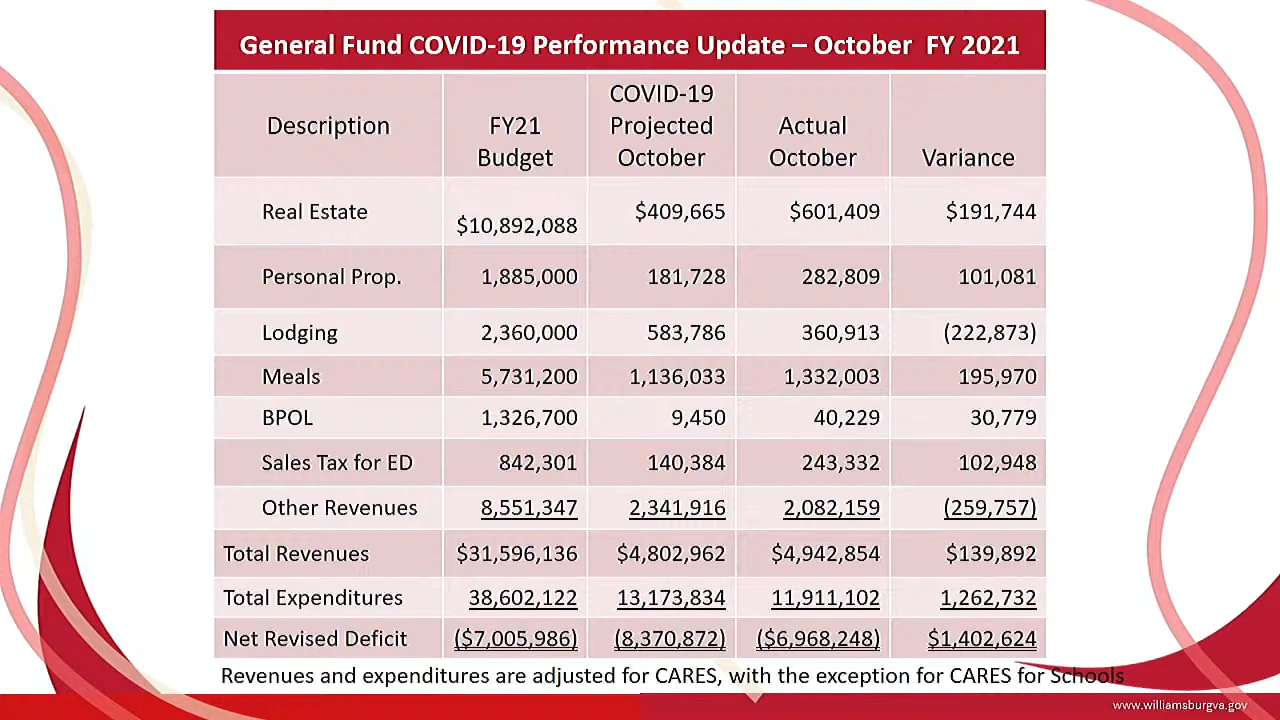 General Fund COVID-19 Performance Update – October FY 2021
Description FY21 Budget COVID-19 Projected October Actual October Variance
Real Estate $10,892,088 $409,665 $601,409 $191,744
Personal Prop. 1,885,000 181,728 282,809 101,081
Lodging 2,360,000 583,786 360,913 (222,873)
Meals 5,731,200 1,136,033 1,332,003 195,970
BPOL 1,326,700 9,450 40,229 30,779
Sales Tax for ED 842,301 140,384 243,332 102,948
Other Revenues 8,551,347 2,341,916 2,082,159 (259,757)
Total Revenues $31,596,136 $4,802,962 $4,942,854 $139,892
Total Expenditures 38,602,122 13,173,834 11,911,102 1,262,732
Net Revised Deficit ($7,005,986) (8,370,872) ($6,968,248) $1,402,624
Revenues and expenditures are adjusted for CARES, with the exception for CARES for Schools
www.williamsburgva.gov